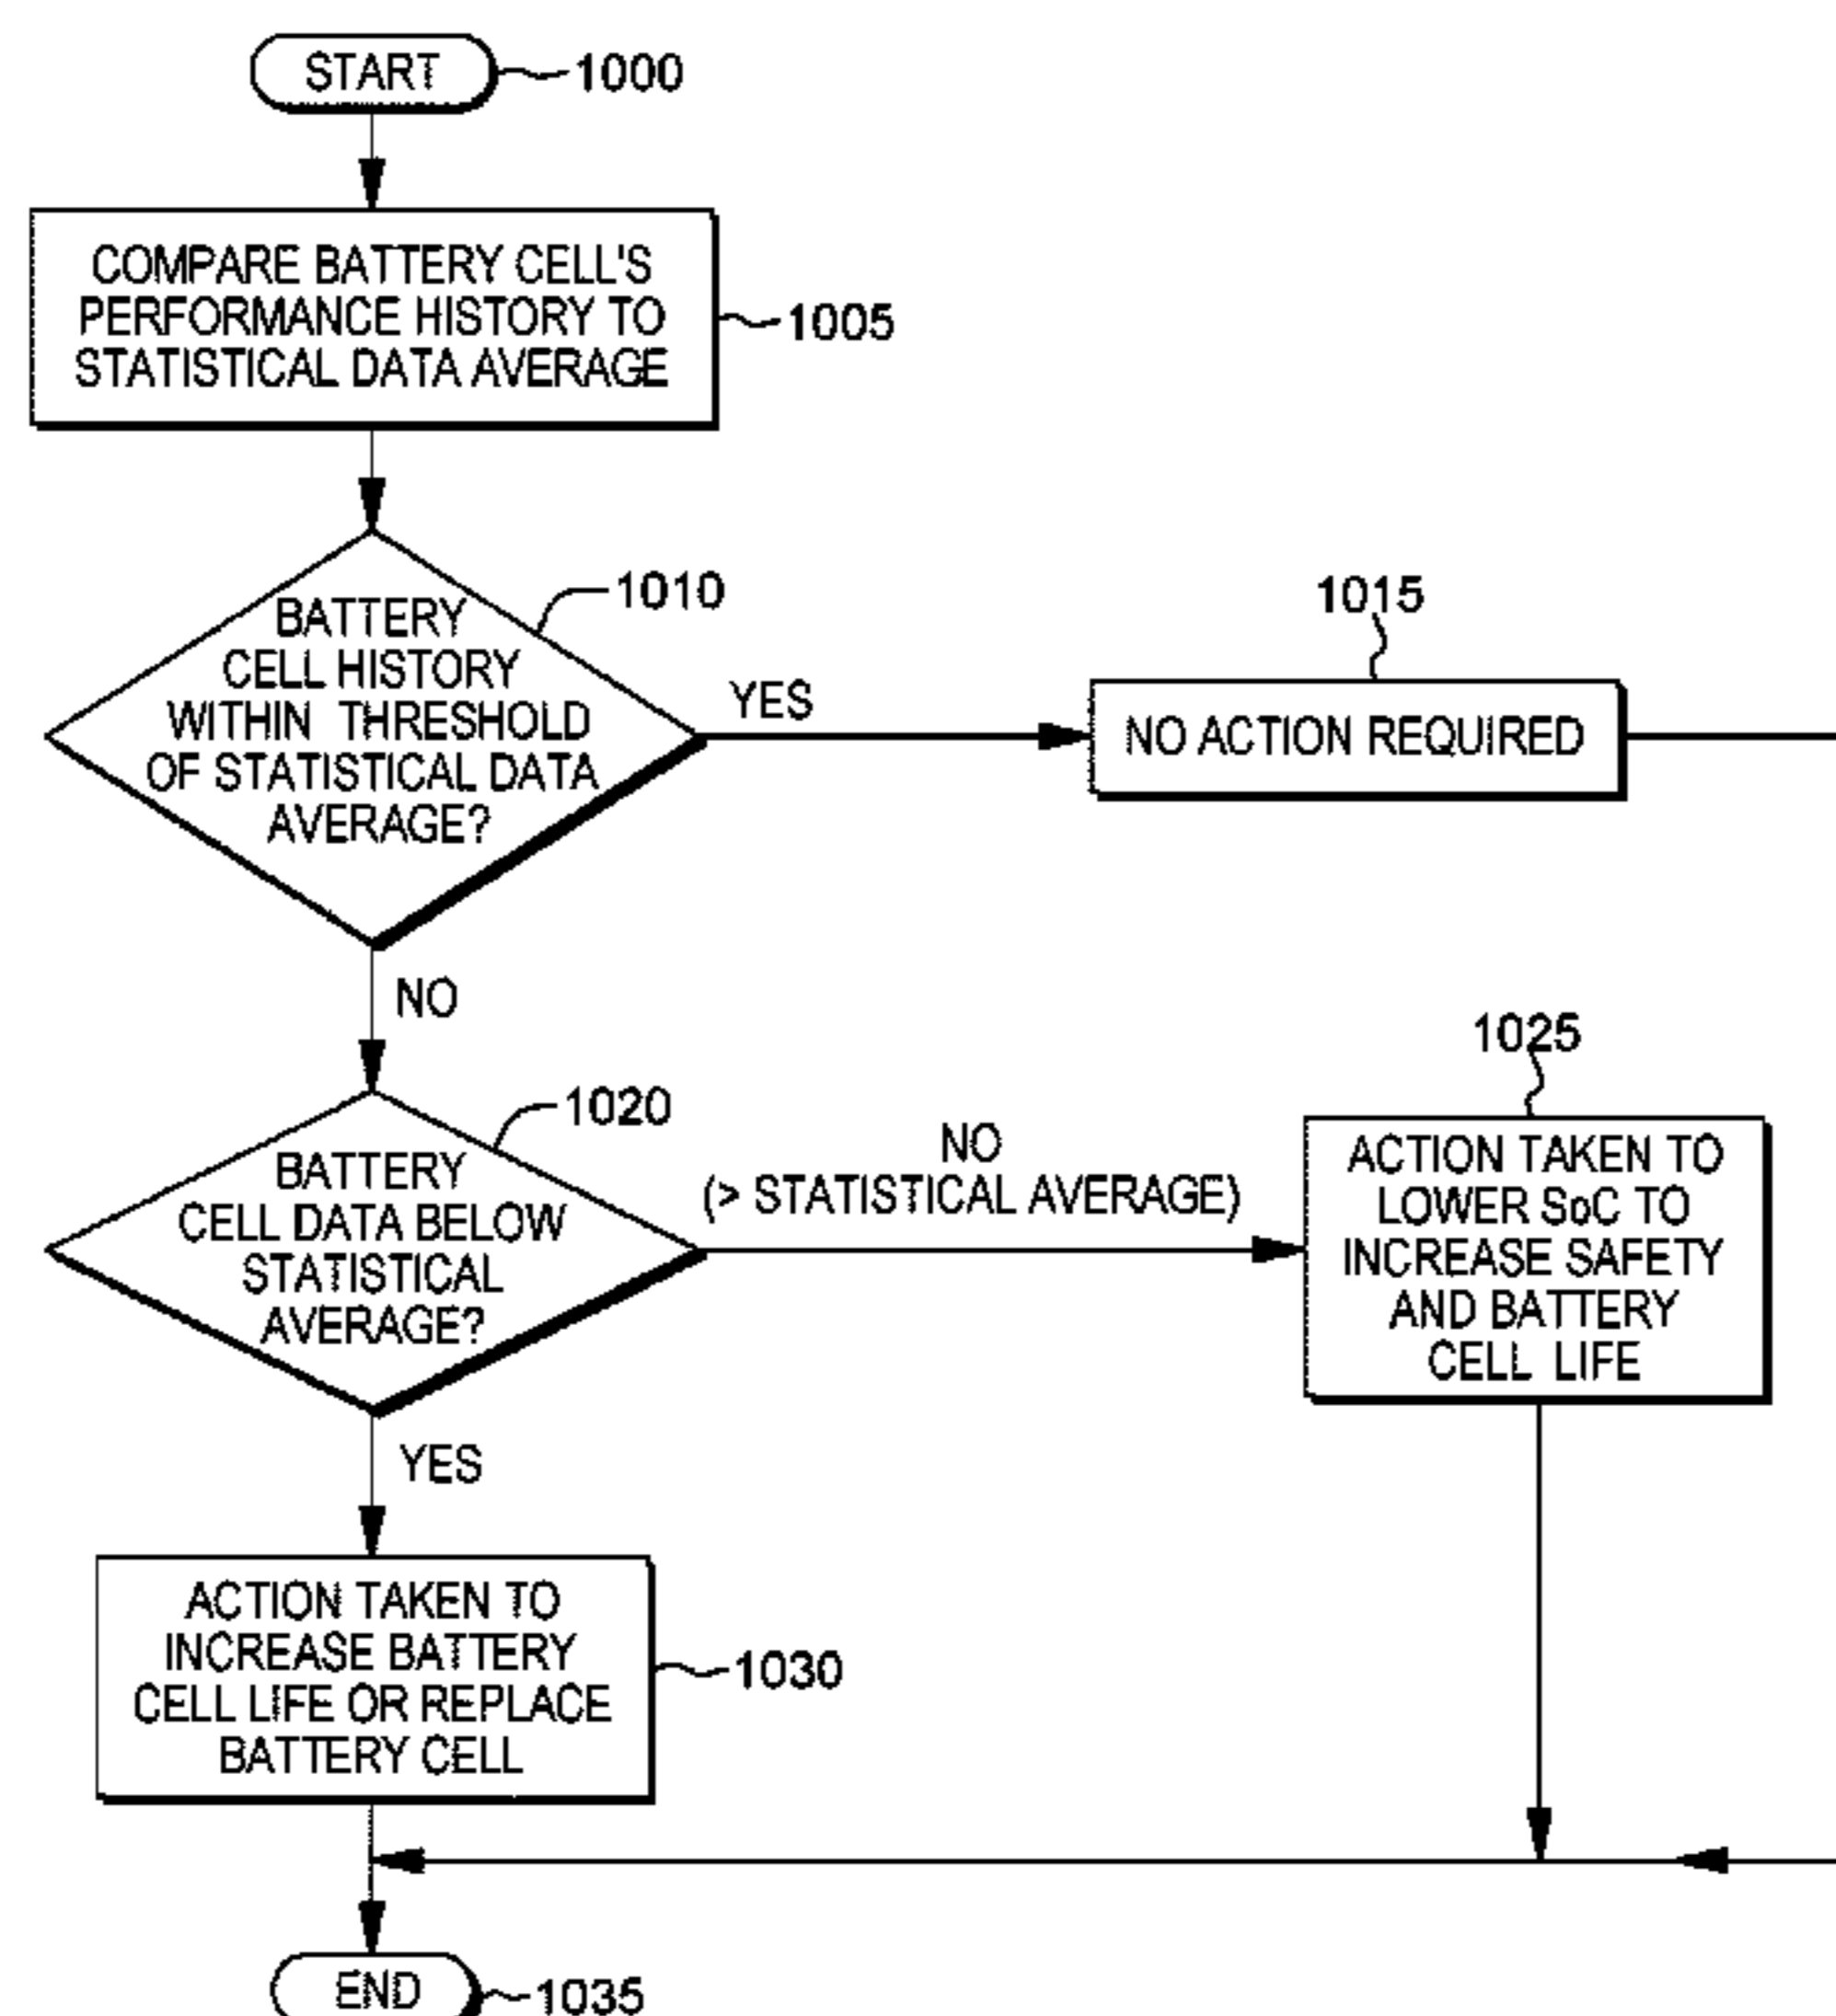 START
1000
COMPARE BATTERY CELL'S
PERFORMANCE HISTORY TO
STATISTICAL DATA AVERAGE
1005
BATTERY
CELL HISTORY
WITHIN THRESHOLD
OF STATISTICAL DATA
AVERAGE?
1010
YES
1015
NO ACTION REQUIRED
NO
BATTERY
CELL DATA BELOW
STATISTICAL
AVERAGE?
1020
NO
(> STATISTICAL AVERAGE)
1025
ACTION TAKEN TO
LOWER SoC TO
INCREASE SAFETY
AND BATTERY
CELL LIFE
YES
ACTION TAKEN TO
INCREASE BATTERY
CELL LIFE OR REPLACE
BATTERY CELL
1030
END
1035